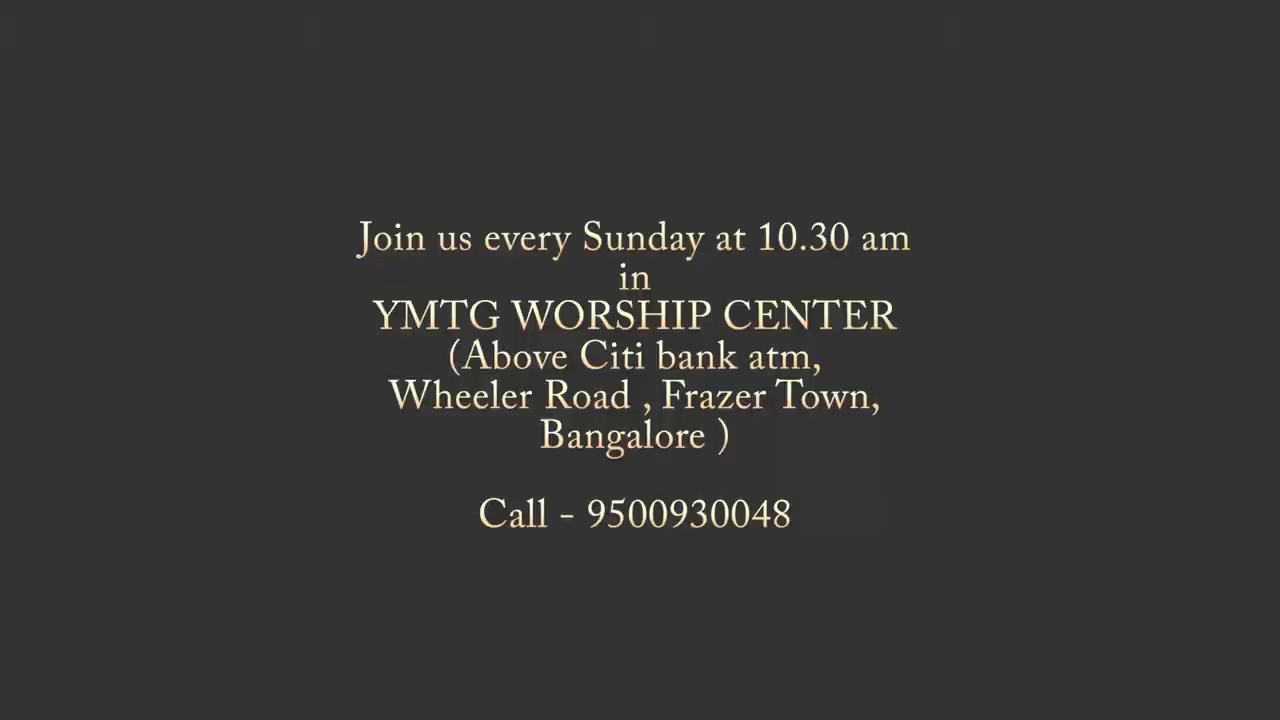 Join us every Sunday at 10.30 am
in
YMTG WORSHIP CENTER
(Above Citi bank atm,
Wheeler Road , Frazer Town,
Bangalore )
Call - 9500930048